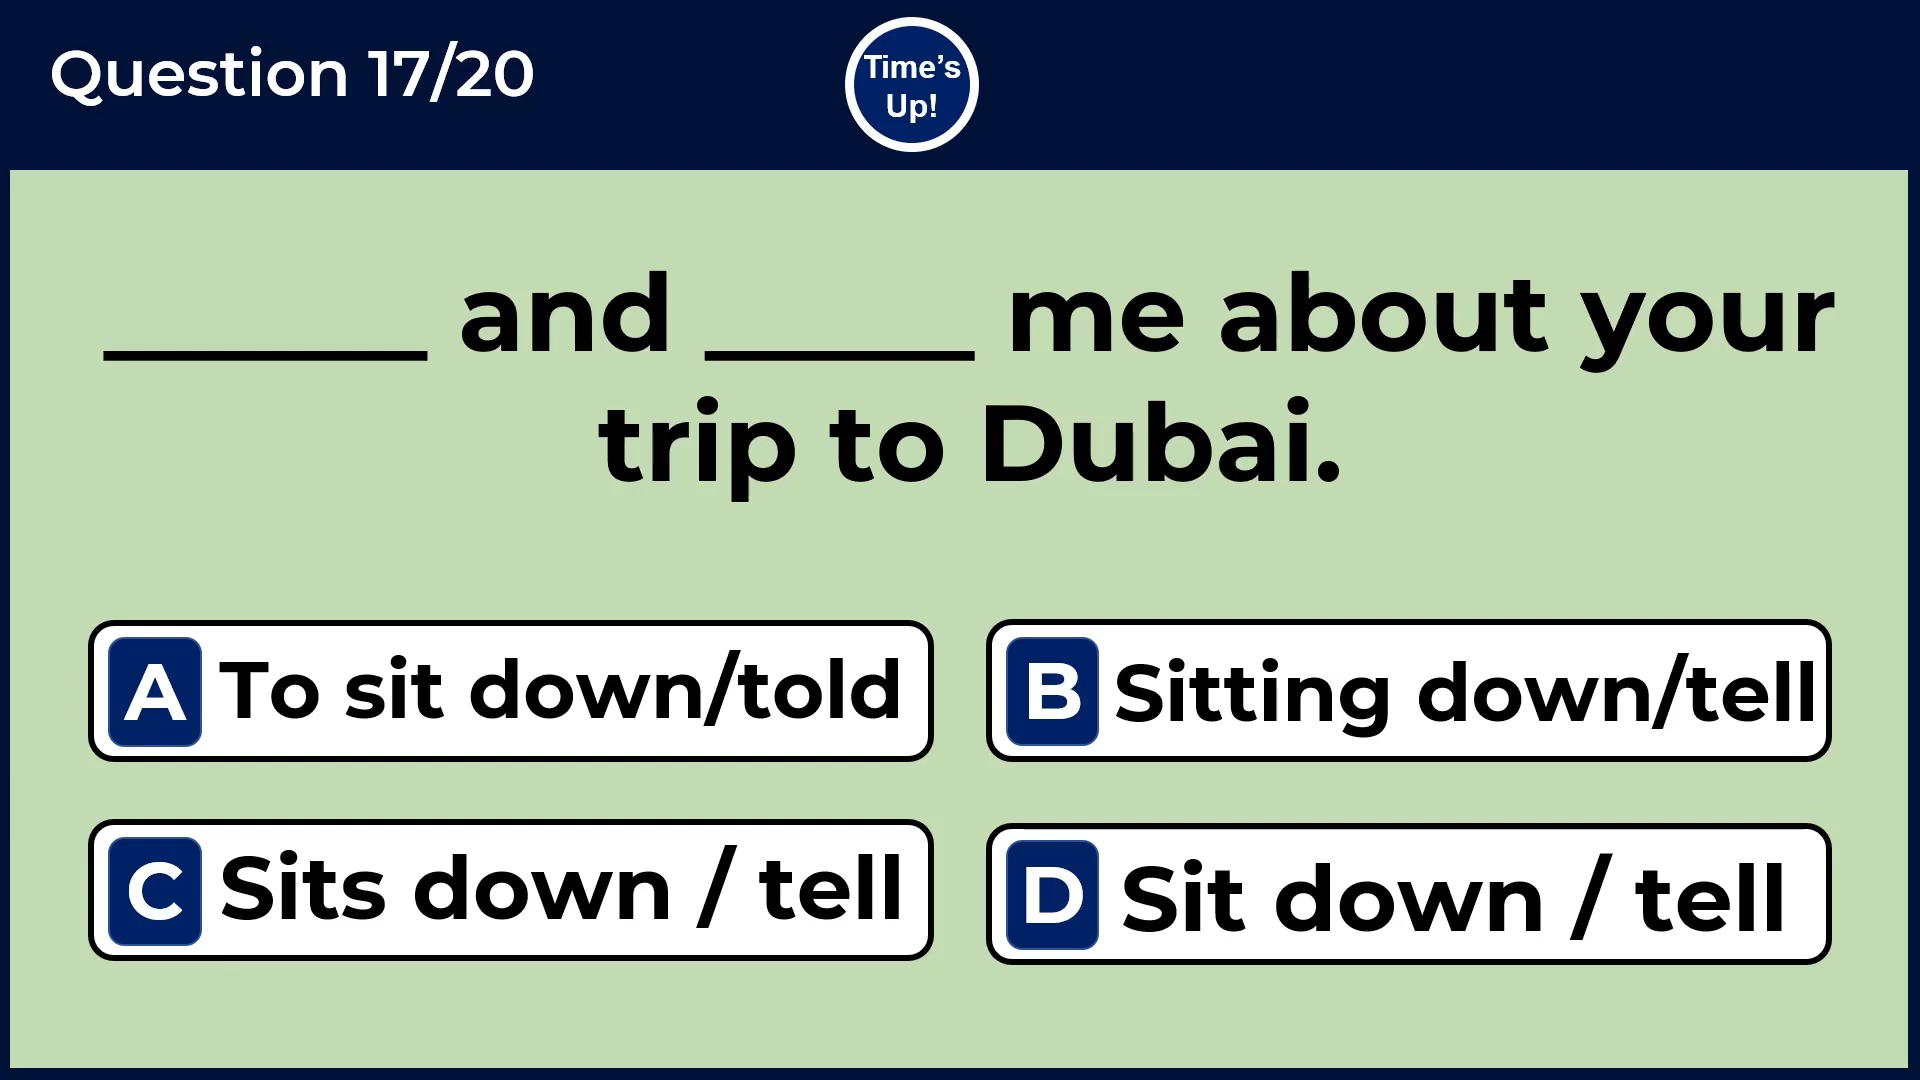 Question 17/20
Time's
Up!
______ and _____ me about your
trip to Dubai.
A To sit down/told
B Sitting down/tell
C Sits down / tell
D Sit down / tell